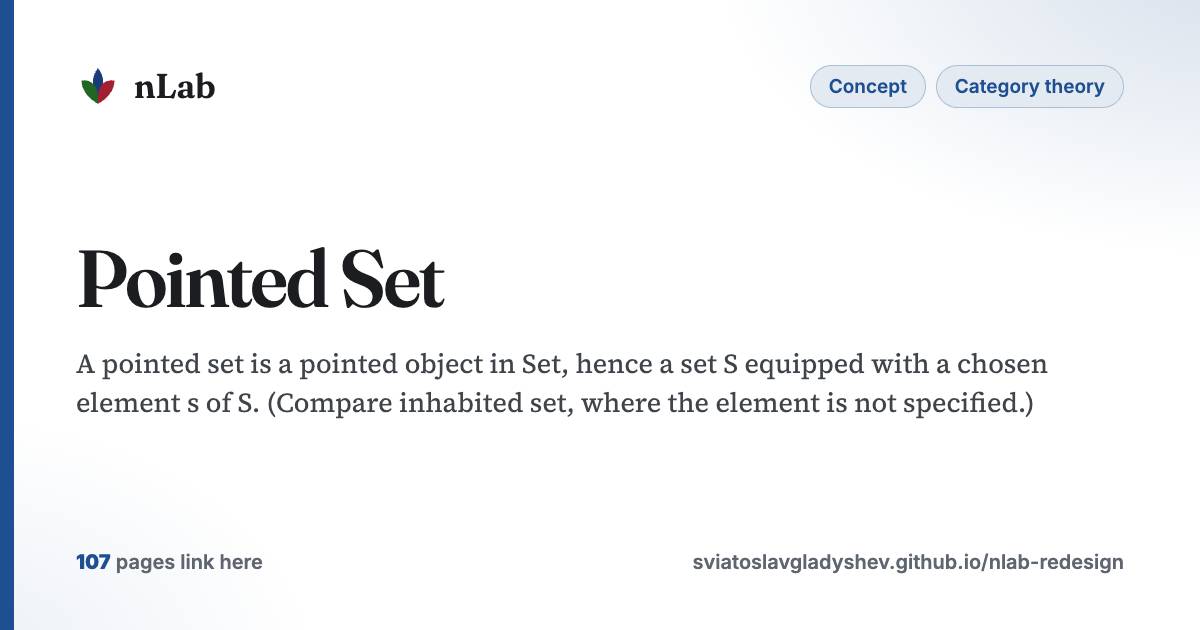 nLab
Concept
Category theory
Pointed Set
A pointed set is a pointed object in Set, hence a set S equipped with a chosen
element s of S. (Compare inhabited set, where the element is not specified.)
107 pages link here
sviatoslavgladyshev.github.io/nlab-redesign